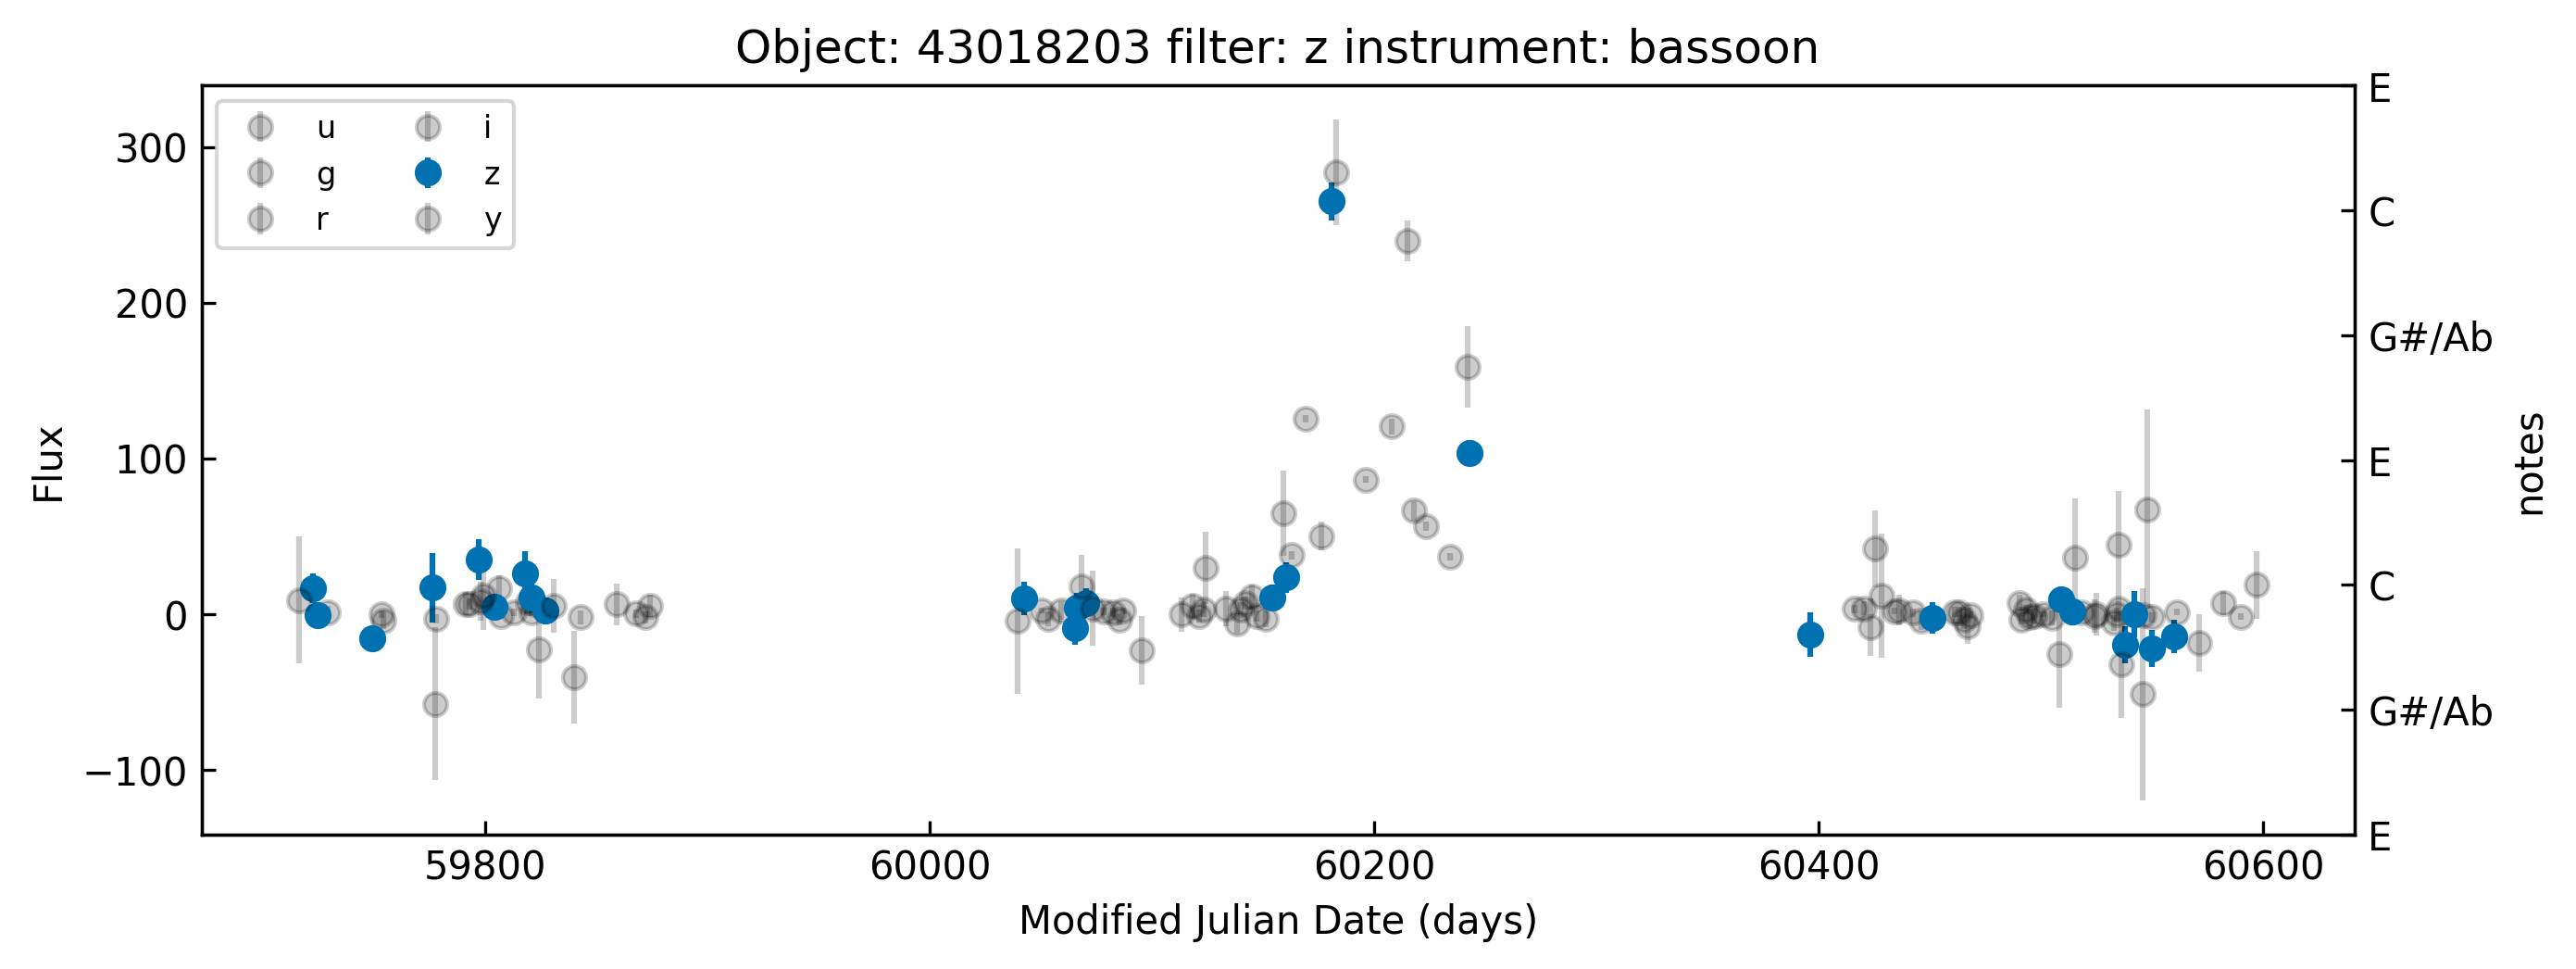 Object: 43018203 filter: z instrument: bassoon
u i
g z
r y
300
200
100
0
−100
Flux
E
C
G#/Ab
E
C
G#/Ab
E
notes
59800 60000 60200 60400 60600
Modified Julian Date (days)